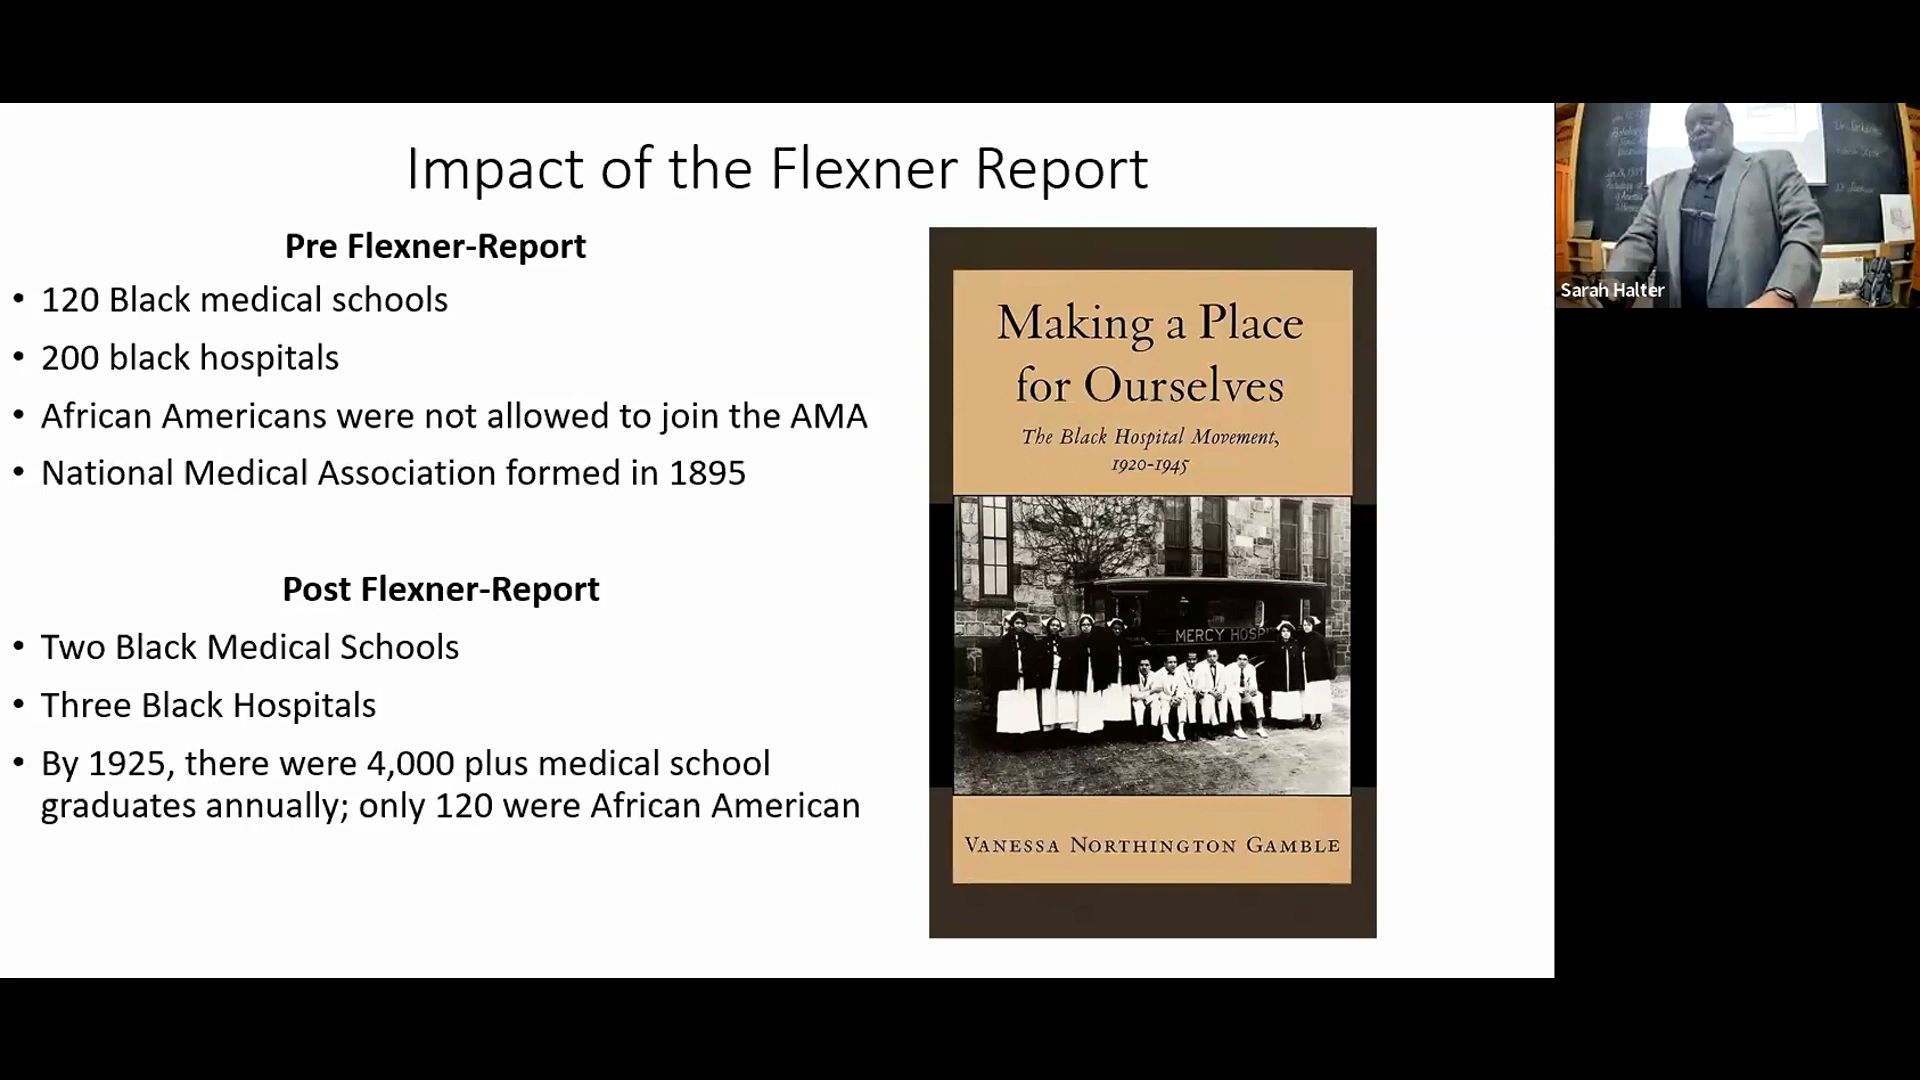 Impact of the Flexner Report
Pre Flexner-Report
• 120 Black medical schools
• 200 black hospitals
• African Americans were not allowed to join the AMA
• National Medical Association formed in 1895
Post Flexner-Report
• Two Black Medical Schools
• Three Black Hospitals
• By 1925, there were 4,000 plus medical school
graduates annually; only 120 were African American
Making a Place
for Ourselves
The Black Hospital Movement,
1920-1945
MERCY HOSPI
Vanessa Northington Gamble
Sarah Halter